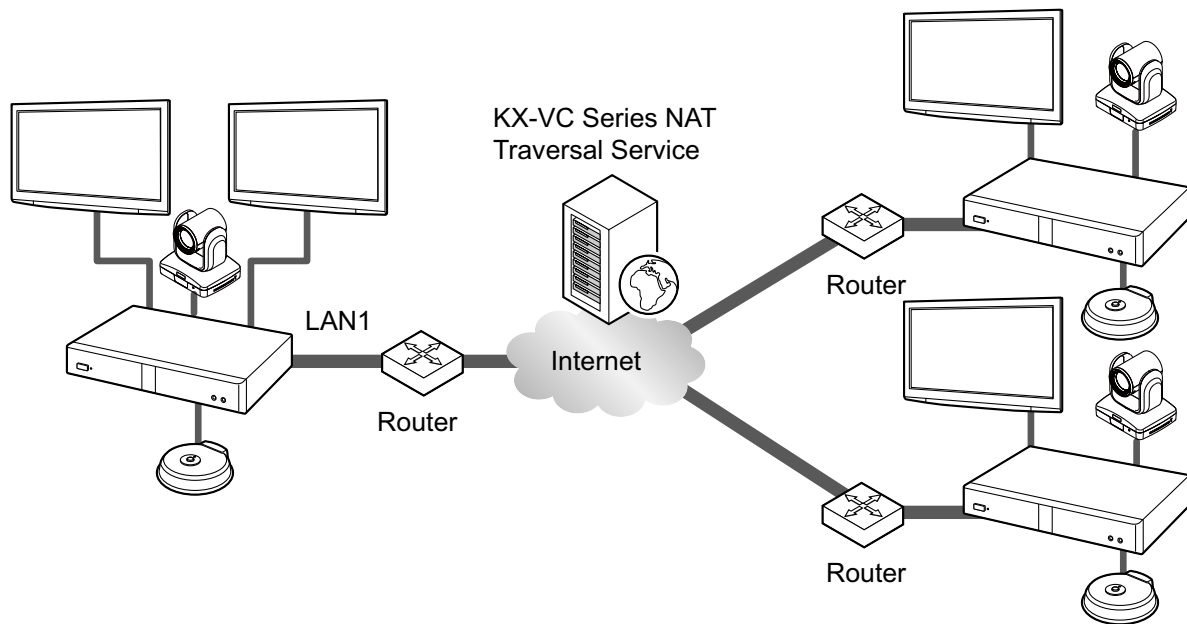 KX-VC Series NAT
Traversal Service
Router
LAN1
Internet
Router
Router